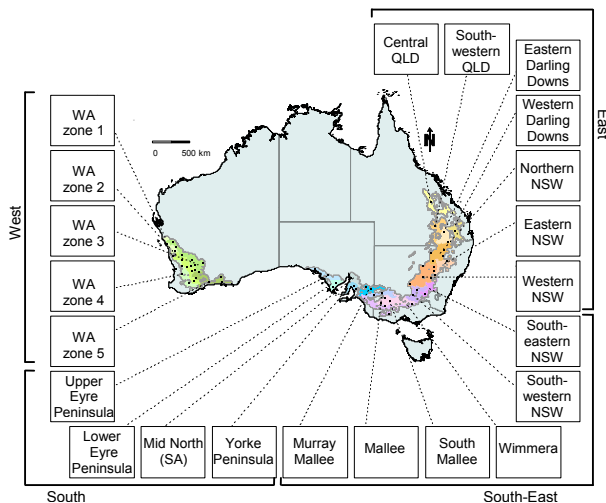 Central
QLD
South-
western
QLD
Eastern
Darling
Downs
Western
Darling
Downs
Northern
NSW
Eastern
NSW
Western
NSW
South-
eastern
NSW
South-
western
NSW
East
West
WA
zone 1
WA
zone 2
WA
zone 3
WA
zone 4
WA
zone 5
0 500 km
N
Upper
Eyre
Peninsula
Lower
Eyre
Peninsula
Mid North
(SA)
Yorke
Peninsula
Murray
Mallee
Mallee
South
Mallee
Wimmera
South
South-East